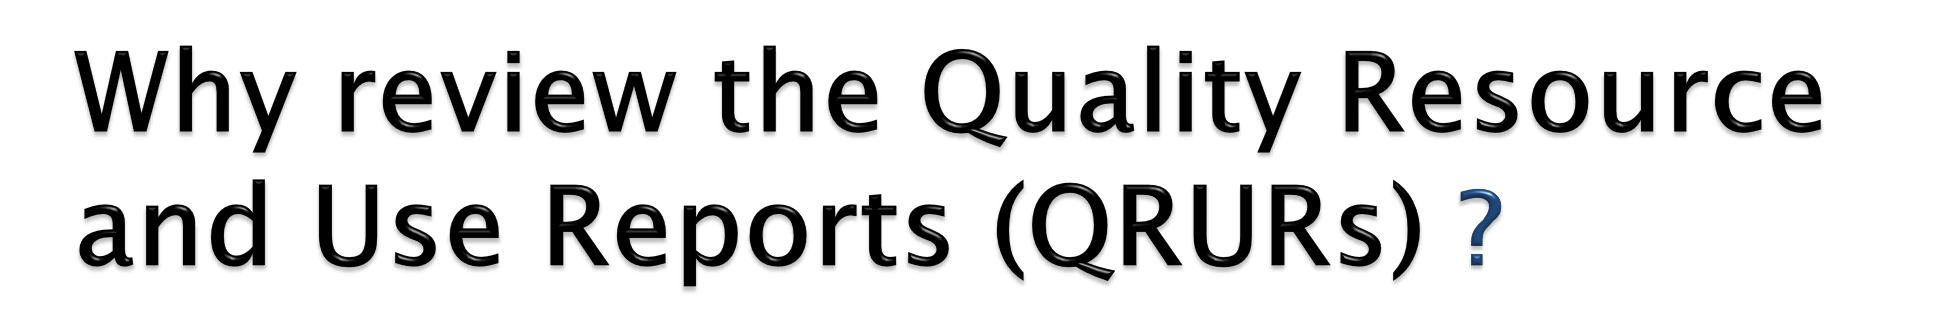 Why review the Quality Resource
and Use Reports (QRURs) ?